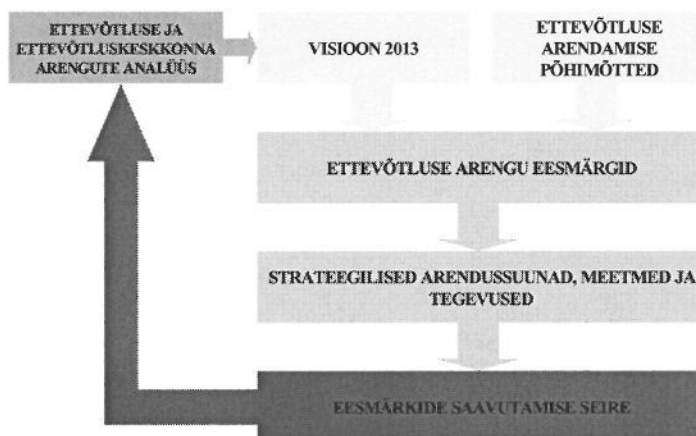 ETTEVÕTLUSE JA
ETTEVÕTLUSKESKKONNA
ARENGUTE ANALÜÜS
VISIOON 2013
ETTEVÕTLUSE
ARENDAMISE
PÕHIMÕTTED
ETTEVÕTLUSE ARENGU EESMÄRGID
STRATEEGILISED ARENDUSSUUNAD, MEETMED JA
TEGEVUSED
EESMÄRKIDE SAAVUTAMISE SEIRE